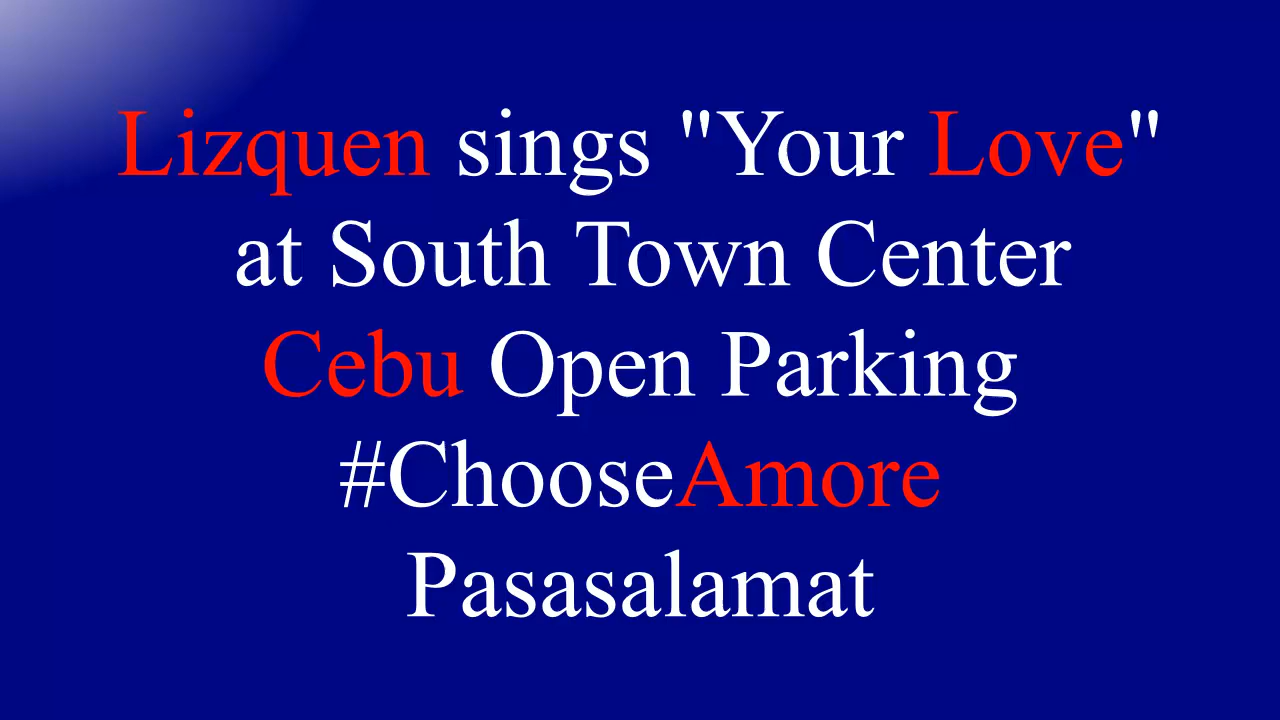 Lizquen sings "Your Love"
at South Town Center
Cebu Open Parking
#ChooseAmore
Pasasalamat